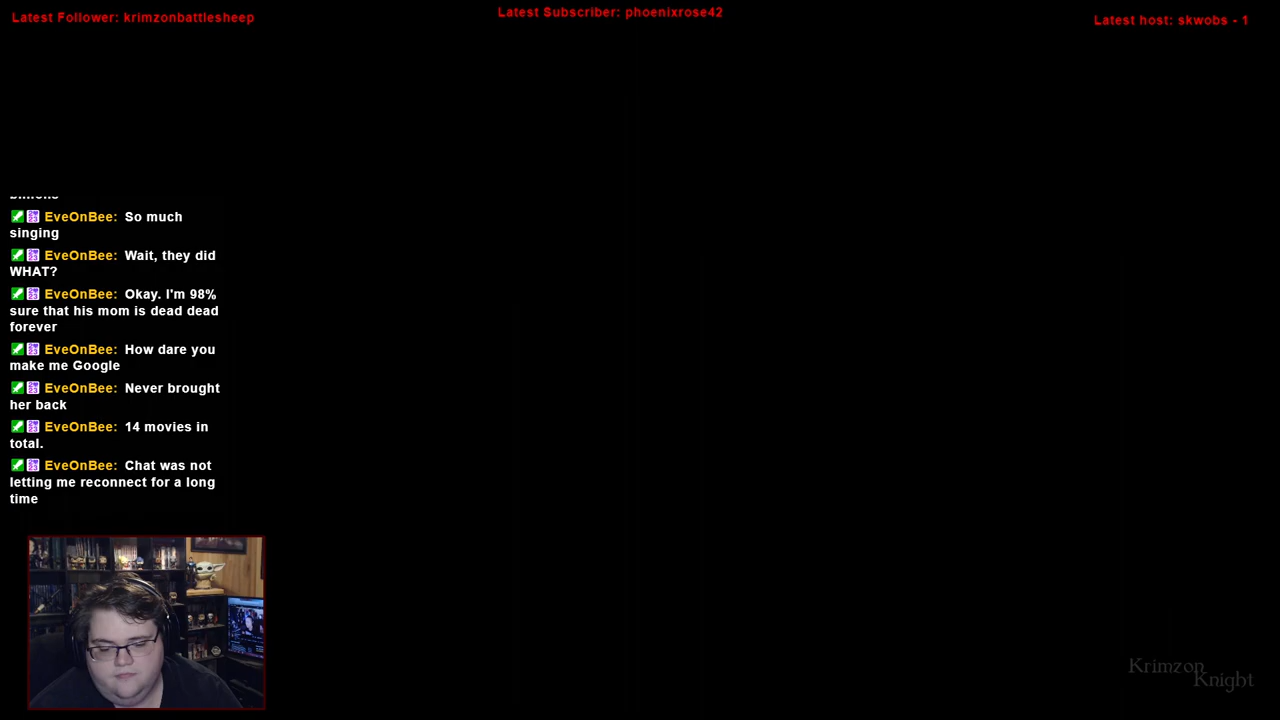 Latest Follower: krimzonbattlesheep
Latest Subscriber: phoenixrose42
Latest host: skwobs - 1
EveOnBee: So much
singing
EveOnBee: Wait, they did
WHAT?
EveOnBee: Okay. I'm 98%
sure that his mom is dead dead
forever
EveOnBee: How dare you
make me Google
EveOnBee: Never brought
her back
EveOnBee: 14 movies in
total.
EveOnBee: Chat was not
letting me reconnect for a long
time
Krimzon
Knight